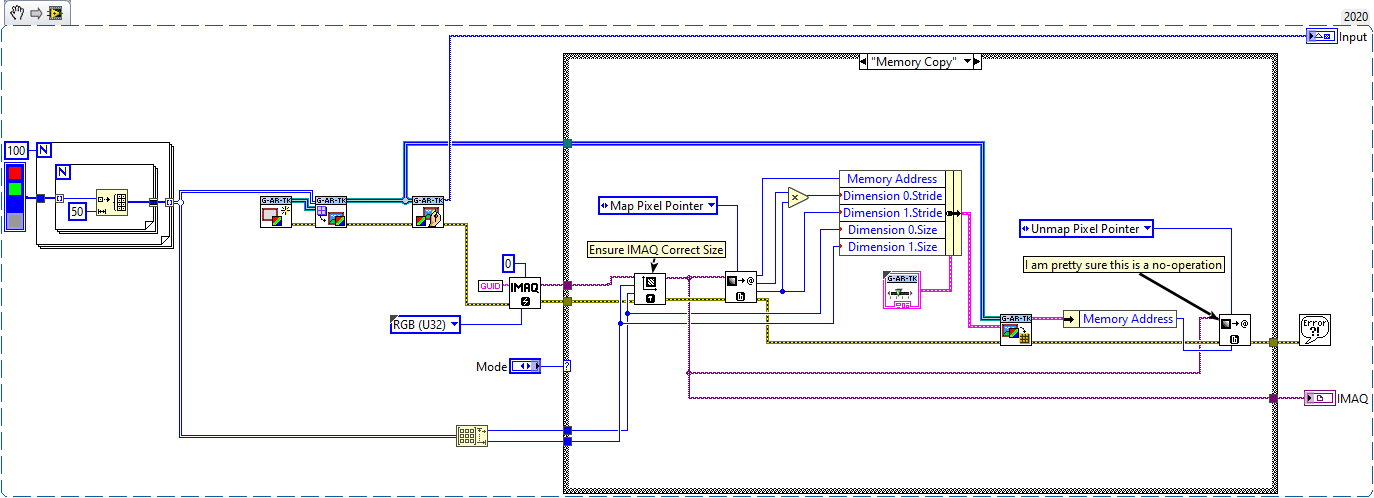 2020
Input
"Memory Copy"
100
N
N
50
Memory Address
Dimension 0.Stride
Dimension 1.Stride
Dimension 0.Size
Dimension 1.Size
Map Pixel Pointer
Unmap Pixel Pointer
G-AR-TK
G-AR-TK
G-AR-TK
Ensure IMAQ Correct Size
I am pretty sure this is a no-operation
0
GUID
IMAQ
G-AR-TK
RGB (U32)
G-AR-TK
Memory Address
Error
?!
Mode
?
IMAQ